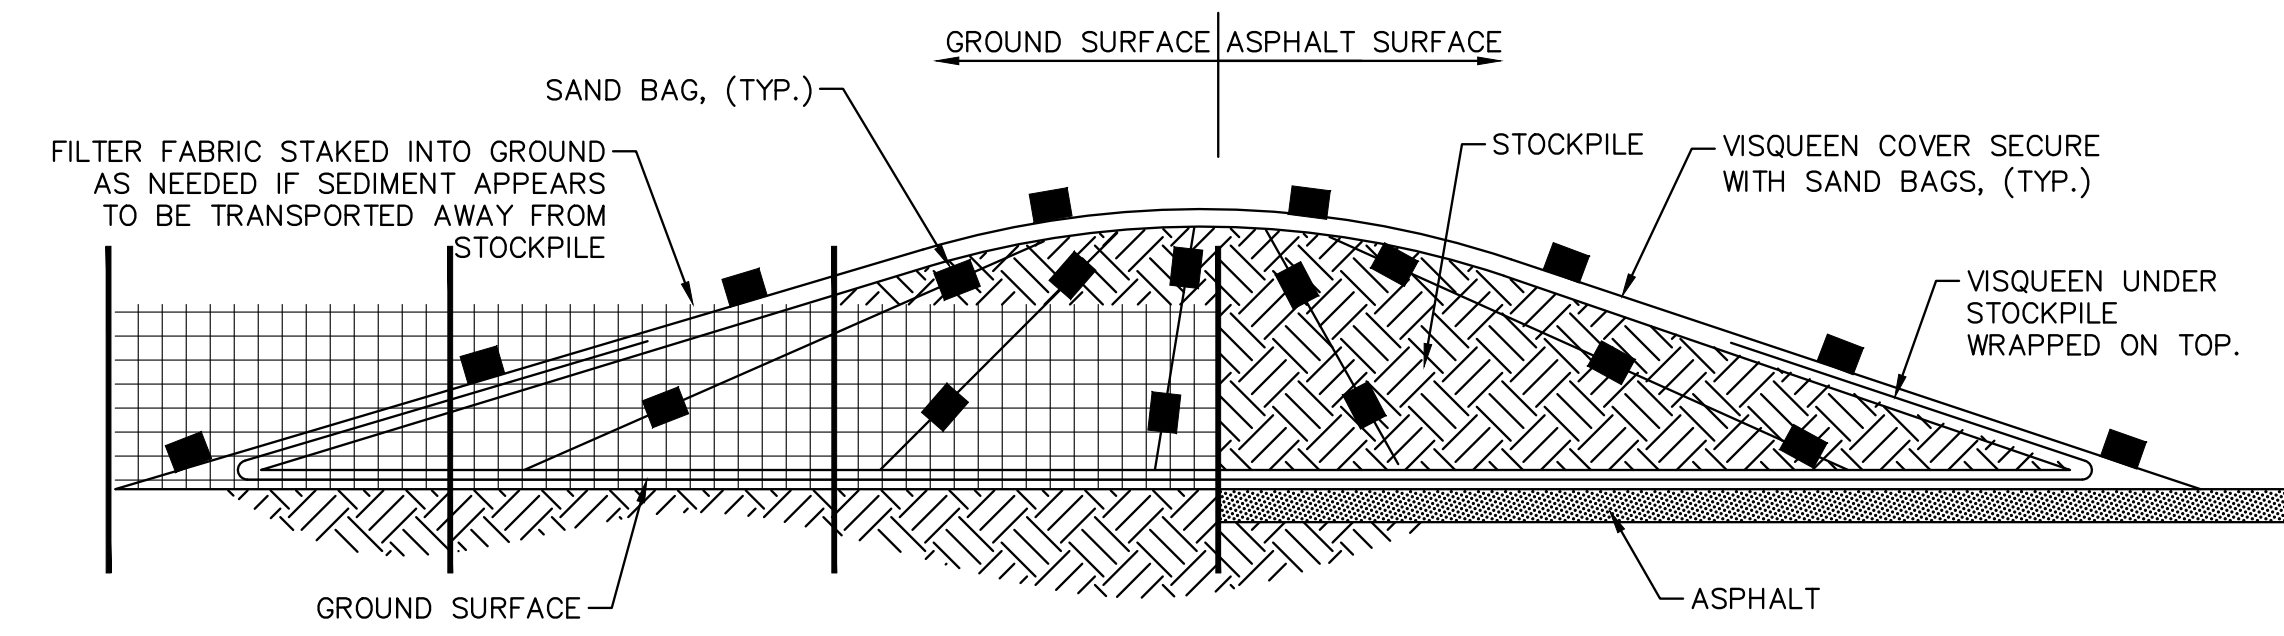 GROUND SURFACE ASPHALT SURFACE
SAND BAG, (TYP.)
FILTER FABRIC STAKED INTO GROUND
AS NEEDED IF SEDIMENT APPEARS
TO BE TRANSPORTED AWAY FROM
STOCKPILE
STOCKPILE
VISQUEEN COVER SECURE
WITH SAND BAGS, (TYP.)
VISQUEEN UNDER
STOCKPILE
WRAPPED ON TOP.
GROUND SURFACE
ASPHALT